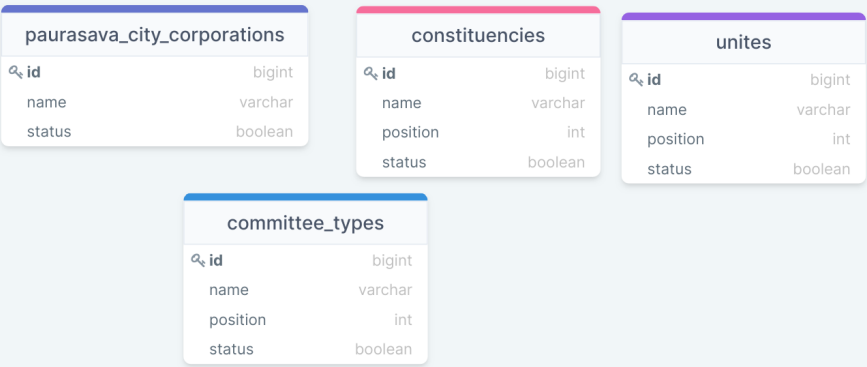 paurasava_city_corporations
id bigint
name varchar
status boolean
constituencies
id bigint
name varchar
position int
status boolean
unites
id bigint
name varchar
position int
status boolean
committee_types
id bigint
name varchar
position int
status boolean